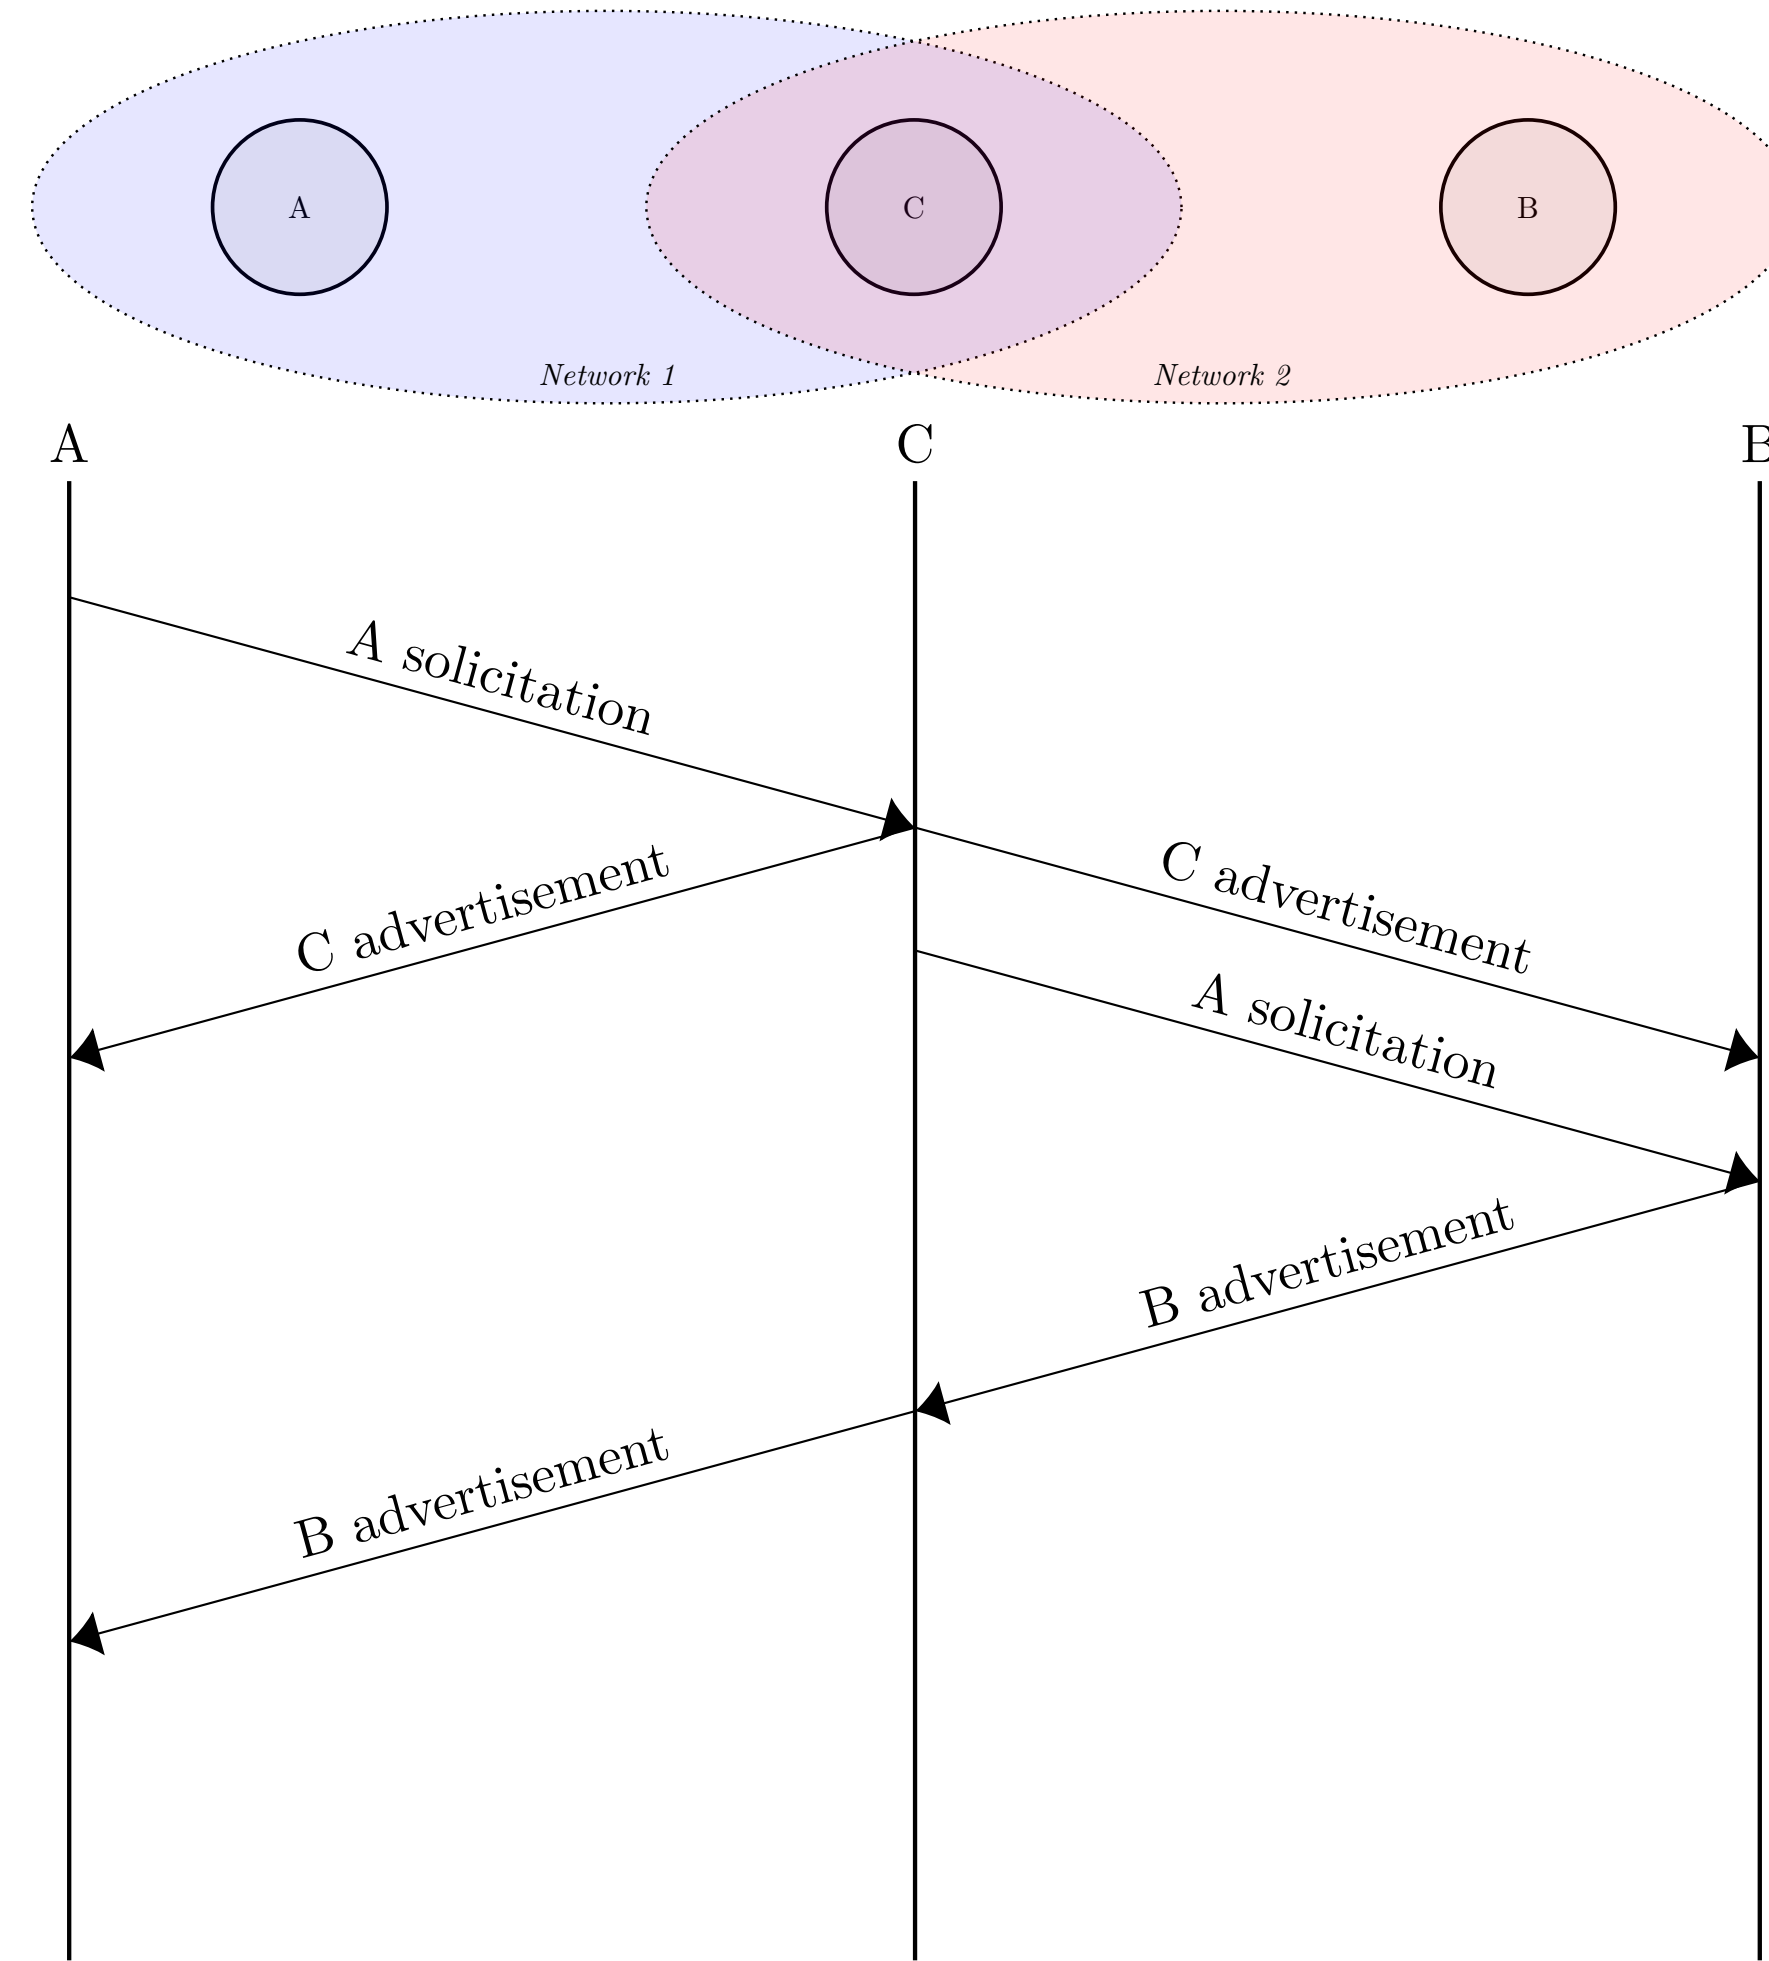 A
C
B
Network 1
Network 2
A
C
B
A solicitation
C advertisement
C advertisement
A solicitation
B advertisement
B advertisement